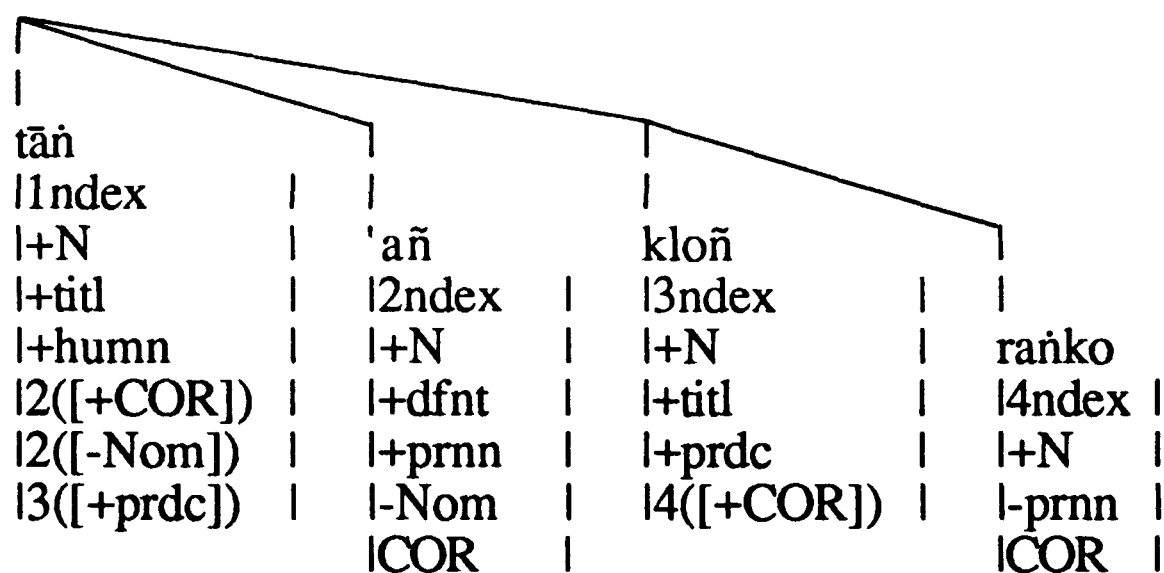 tāṅ
|1ndex |
|+N |
|+titl |
|+humn |
|2([+COR]) |
|2([-Nom]) |
|3([+prdc]) |
'añ
|2ndex |
|+N |
|+dfnt |
|+prnn |
|-Nom |
|COR |
kloñ
|3ndex |
|+N |
|+titl |
|+prdc |
|4([+COR]) |
raṅko
|4ndex |
|+N |
|-prnn |
|COR |